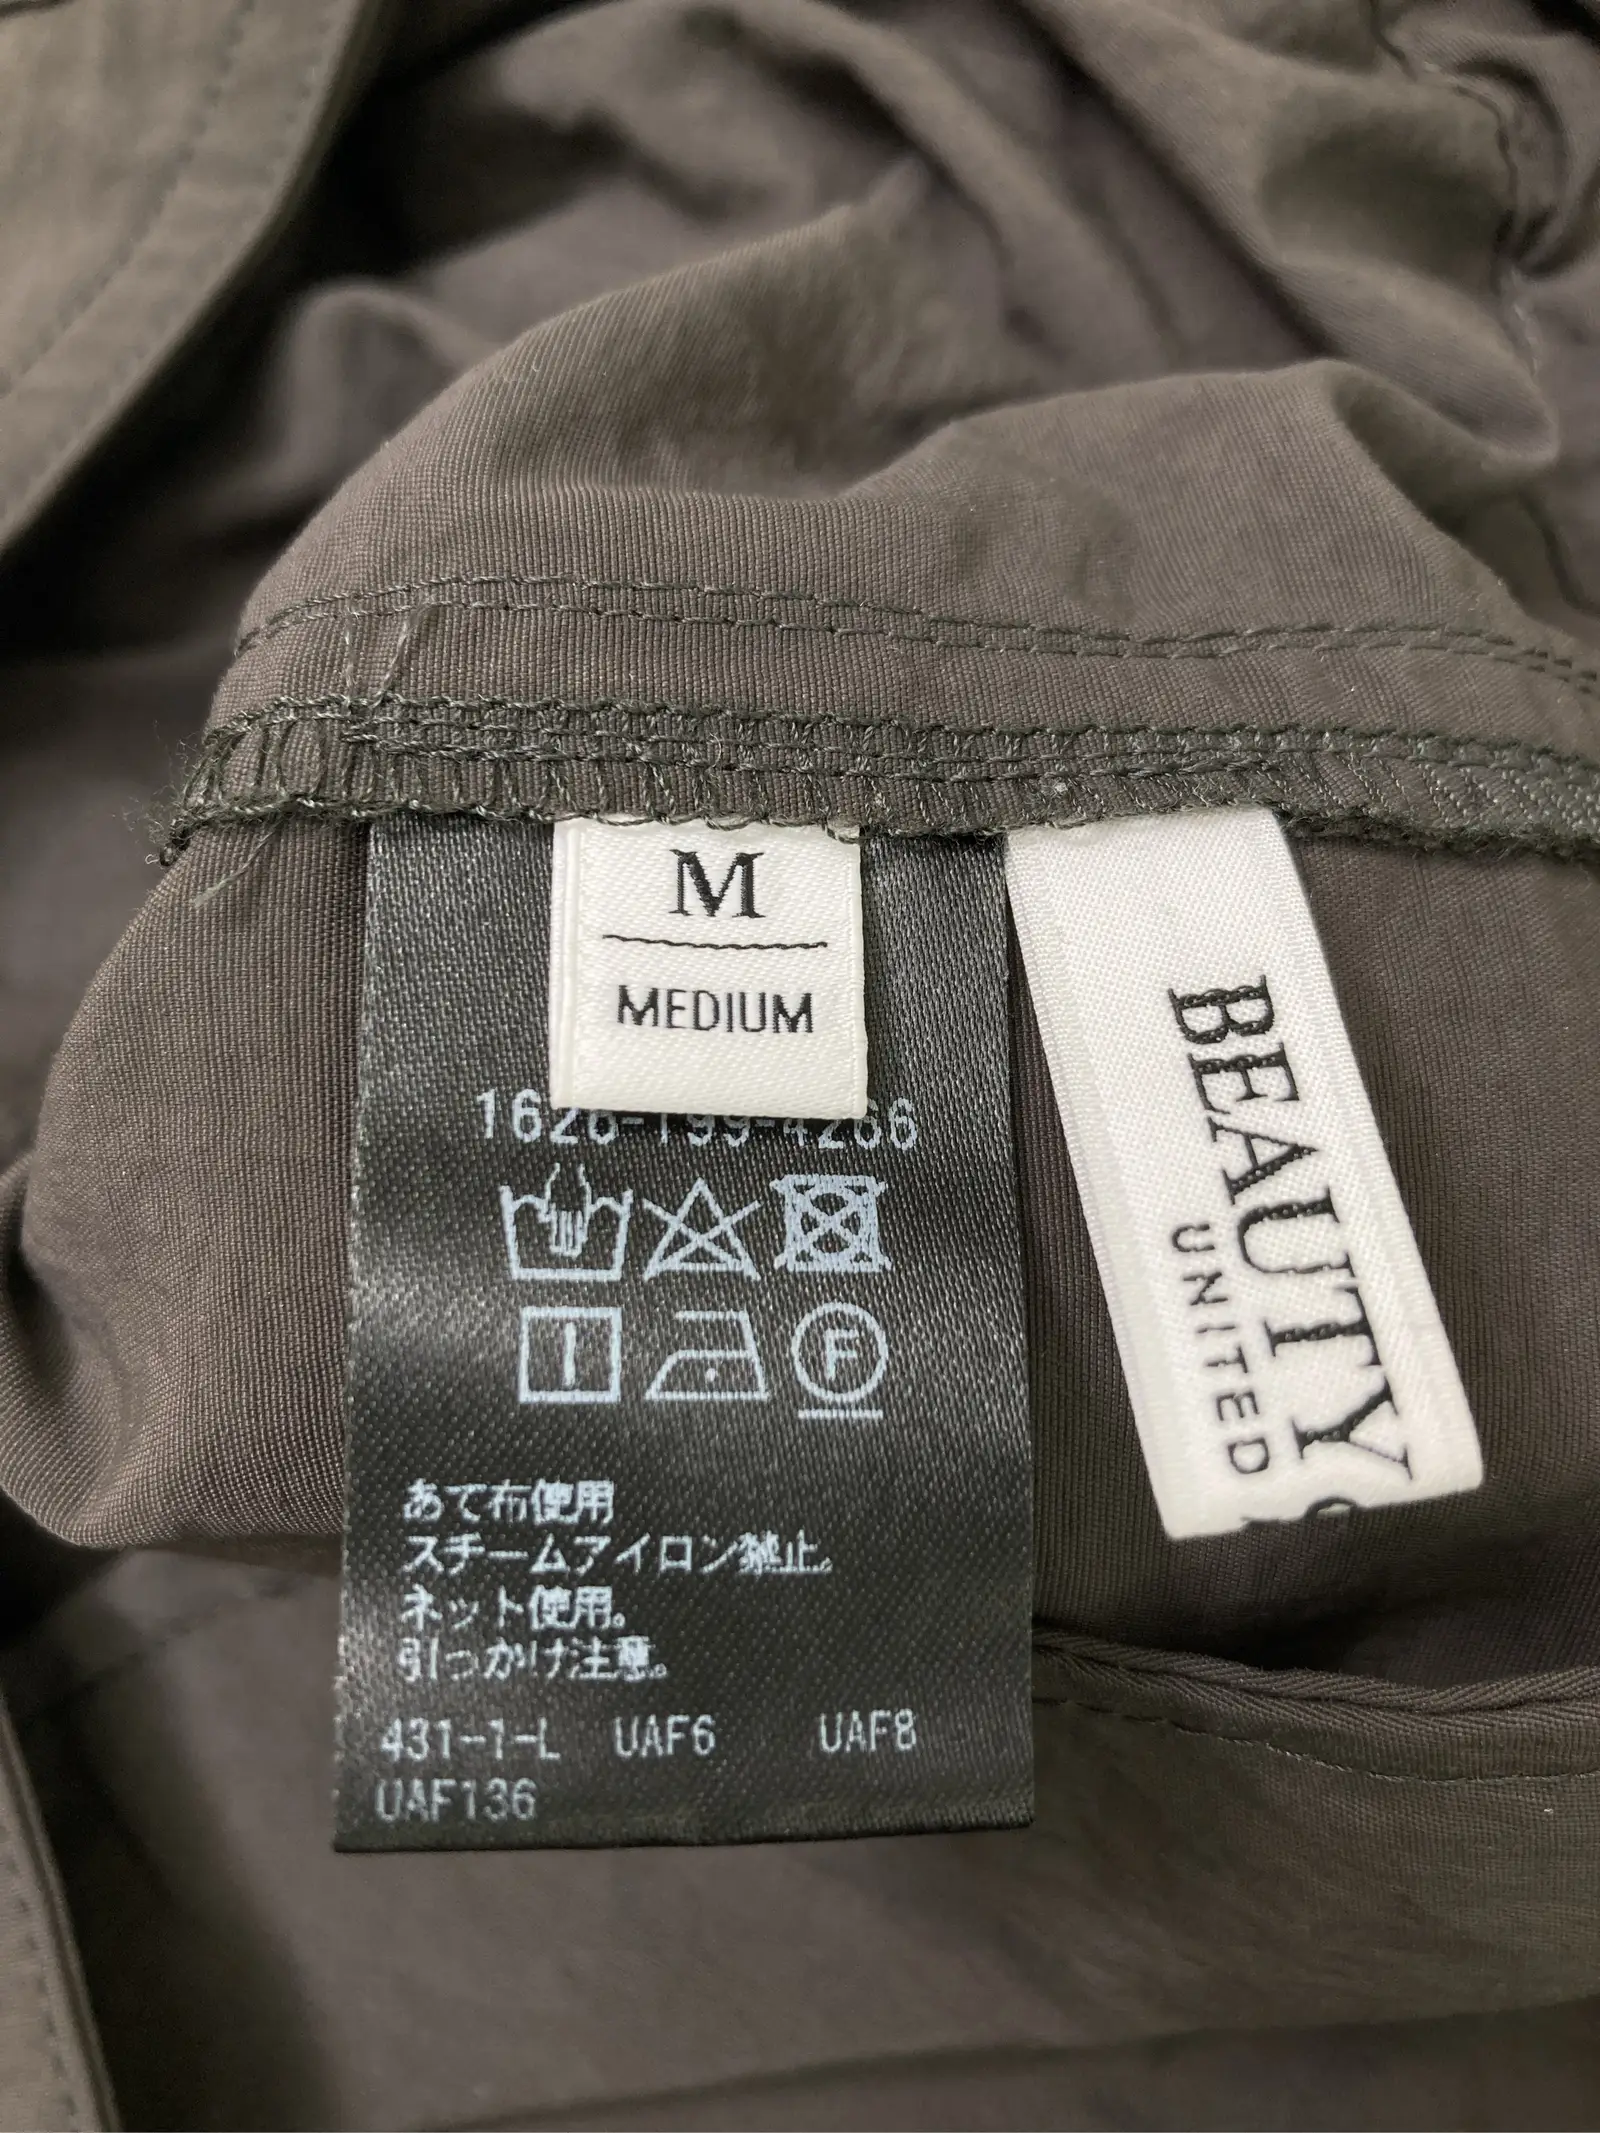 M
MEDIUM
1626-199-4266
F
あて布使用
スチームアイロン禁止。
ネット使用。
引っかけ注意。
431-1-L UAF6 UAF8
UAF136
BEAUTY
UNITED